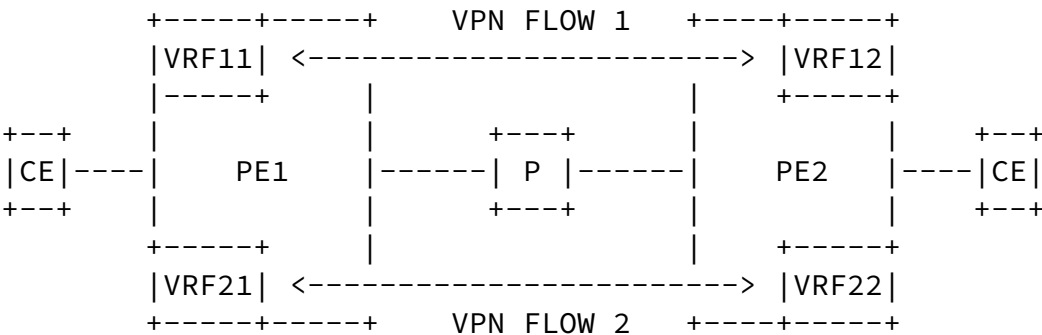 VPN FLOW 1
VRF11 VRF12
CE PE1 P PE2 CE
VRF21 VRF22
VPN FLOW 2